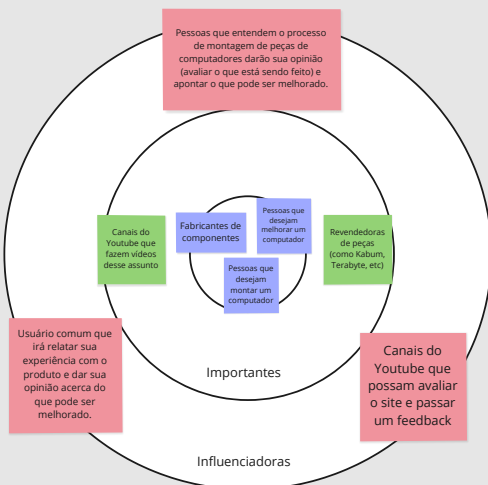 Pessoas que entendem o processo
de montagem de peças de
computadores darão sua opinião
(avaliar o que está sendo feito) e
apontar o que pode ser melhorado.
Canais do
Youtube que
fazem vídeos
desse assunto
Fabricantes de
componentes
Pessoas que
desejam
melhorar um
computador
Pessoas que
desejam
montar um
computador
Revendedoras
de peças
(como Kabum,
Terabyte, etc)
Usuário comum que
irá relatar sua
experiência com o
produto e dar sua
opinião acerca do
que pode ser
melhorado.
Importantes
Canais do
Youtube que
possam avaliar
o site e passar
um feedback
Influenciadoras